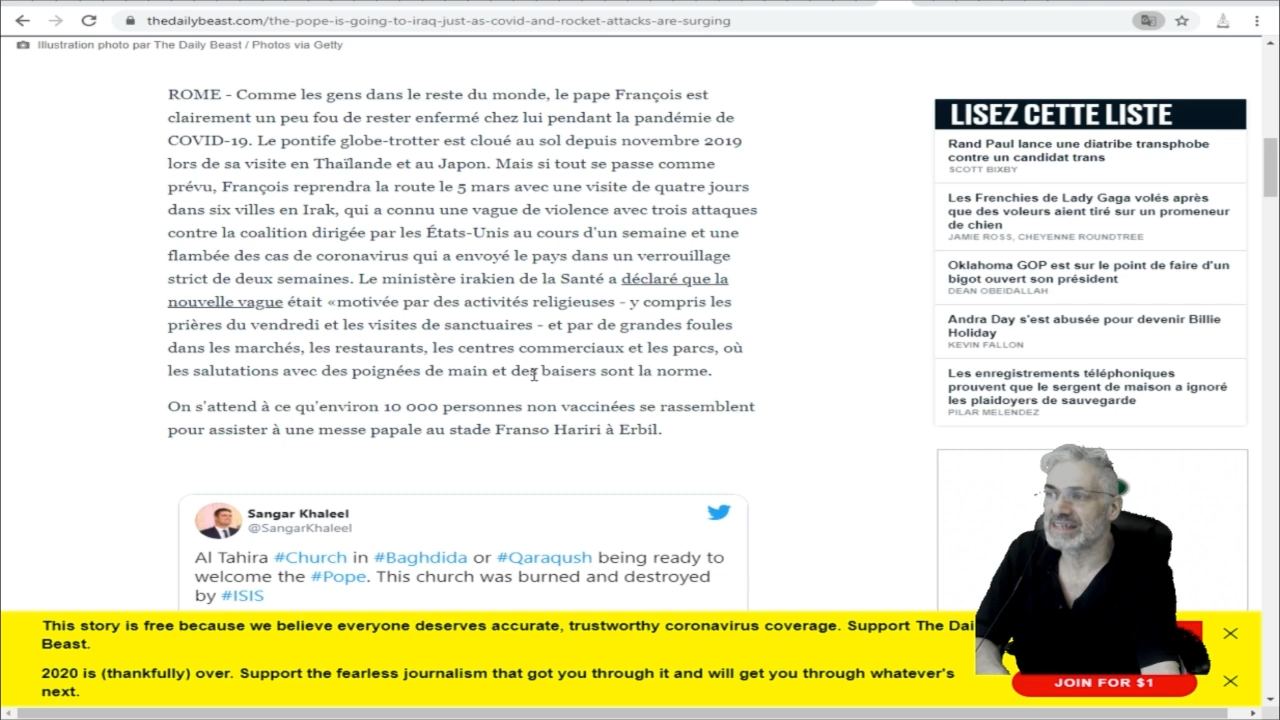 thedailybeast.com/the-pope-is-going-to-iraq-just-as-covid-and-rocket-attacks-are-surging
Illustration photo par The Daily Beast / Photos via Getty
ROME - Comme les gens dans le reste du monde, le pape François est
clairement un peu fou de rester enfermé chez lui pendant la pandémie de
COVID-19. Le pontife globe-trotter est cloué au sol depuis novembre 2019
lors de sa visite en Thaïlande et au Japon. Mais si tout se passe comme
prévu, François reprendra la route le 5 mars avec une visite de quatre jours
dans six villes en Irak, qui a connu une vague de violence avec trois attaques
contre la coalition dirigée par les États-Unis au cours d'un semaine et une
flambée des cas de coronavirus qui a envoyé le pays dans un verrouillage
strict de deux semaines. Le ministère irakien de la Santé a déclaré que la
nouvelle vague était «motivée par des activités religieuses - y compris les
prières du vendredi et les visites de sanctuaires - et par de grandes foules
dans les marchés, les restaurants, les centres commerciaux et les parcs, où
les salutations avec des poignées de main et des baisers sont la norme.
On s'attend à ce qu'environ 10 000 personnes non vaccinées se rassemblent
pour assister à une messe papale au stade Franso Hariri à Erbil.
Sangar Khaleel
@SangarKhaleel
Al Tahira #Church in #Baghdida or #Qaraqush being ready to
welcome the #Pope. This church was burned and destroyed
by #ISIS
LISEZ CETTE LISTE
Rand Paul lance une diatribe transphobe
contre un candidat trans
SCOTT BIXBY
Les Frenchies de Lady Gaga volés après
que des voleurs aient tiré sur un promeneur
de chien
JAMIE ROSS, CHEYENNE ROUNDTREE
Oklahoma GOP est sur le point de faire d'un
bigot ouvert son président
DEAN OBEIDALLAH
Andra Day s'est abusée pour devenir Billie
Holiday
KEVIN FALLON
Les enregistrements téléphoniques
prouvent que le sergent de maison a ignoré
les plaidoyers de sauvegarde
PILAR MELENDEZ
This story is free because we believe everyone deserves accurate, trustworthy coronavirus coverage. Support The Dai
Beast.
2020 is (thankfully) over. Support the fearless journalism that got you through it and will get you through whatever's
next.
JOIN FOR $1